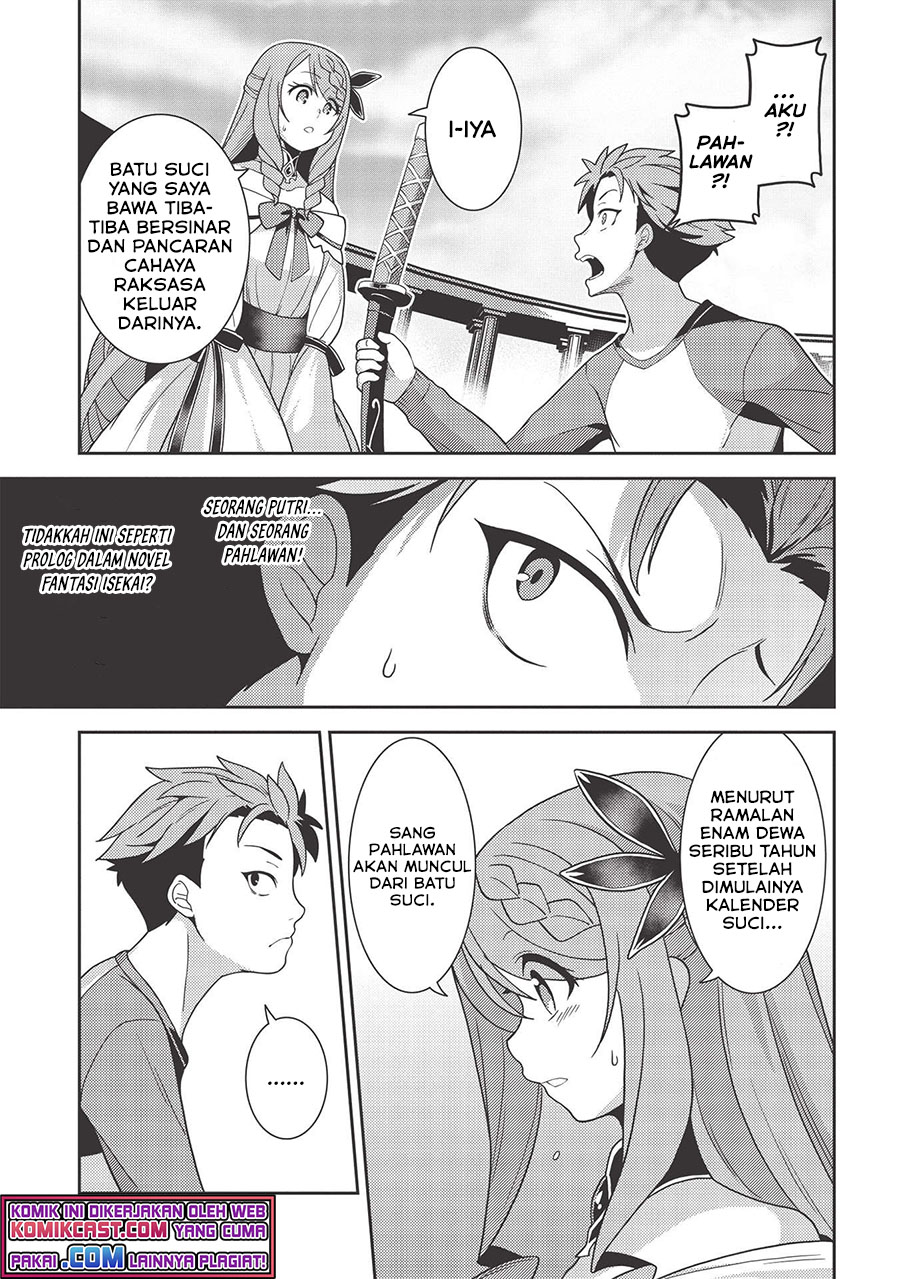 ...
AKU
?!
PAH-
LAWAN
?!
I-IYA
BATU SUCI
YANG SAYA
BAWA TIBA-
TIBA BERSINAR
DAN PANCARAN
CAHAYA
RAKSASA
KELUAR
DARINYA.
SEORANG PUTRI...
DAN SEORANG
PAHLAWAN!
TIDAKKAH INI SEPERTI
PROLOG DALAM NOVEL
FANTASI ISEKAI?
MENURUT
RAMALAN
ENAM DEWA
SERIBU TAHUN
SETELAH
DIMULAINYA
KALENDER
SUCI...
SANG
PAHLAWAN
AKAN MUNCUL
DARI BATU
SUCI.
......
KOMIK INI DIKERJAKAN OLEH WEB
KOMIKCAST.COM YANG CUMA
PAKAI .COM LAINNYA PLAGIAT!